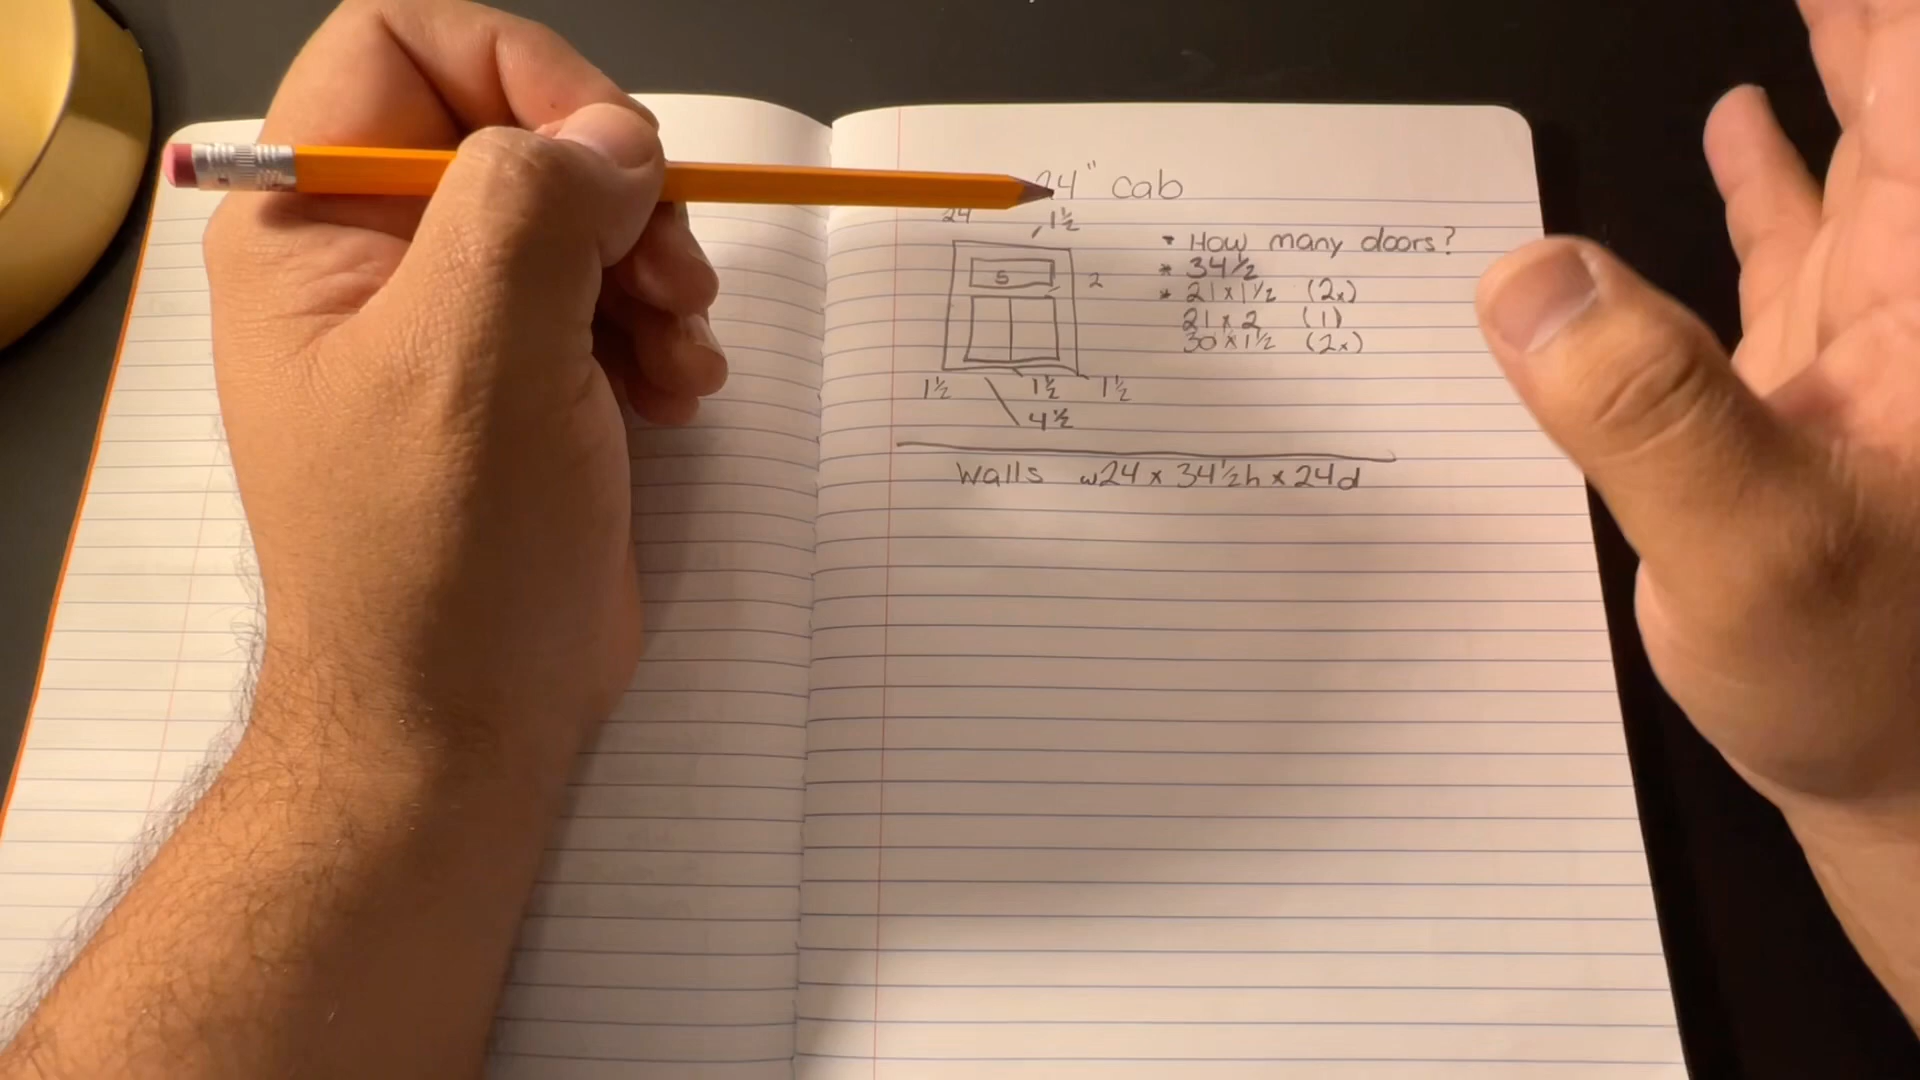 24" cab
24 1½
• How many doors?
* 34½
5 2
* 21 x 1½ (2x)
21 x 2 (1)
30 x 1½ (2x)
1½ 1½ 1½
4½
Walls w24 x 34½h x 24d